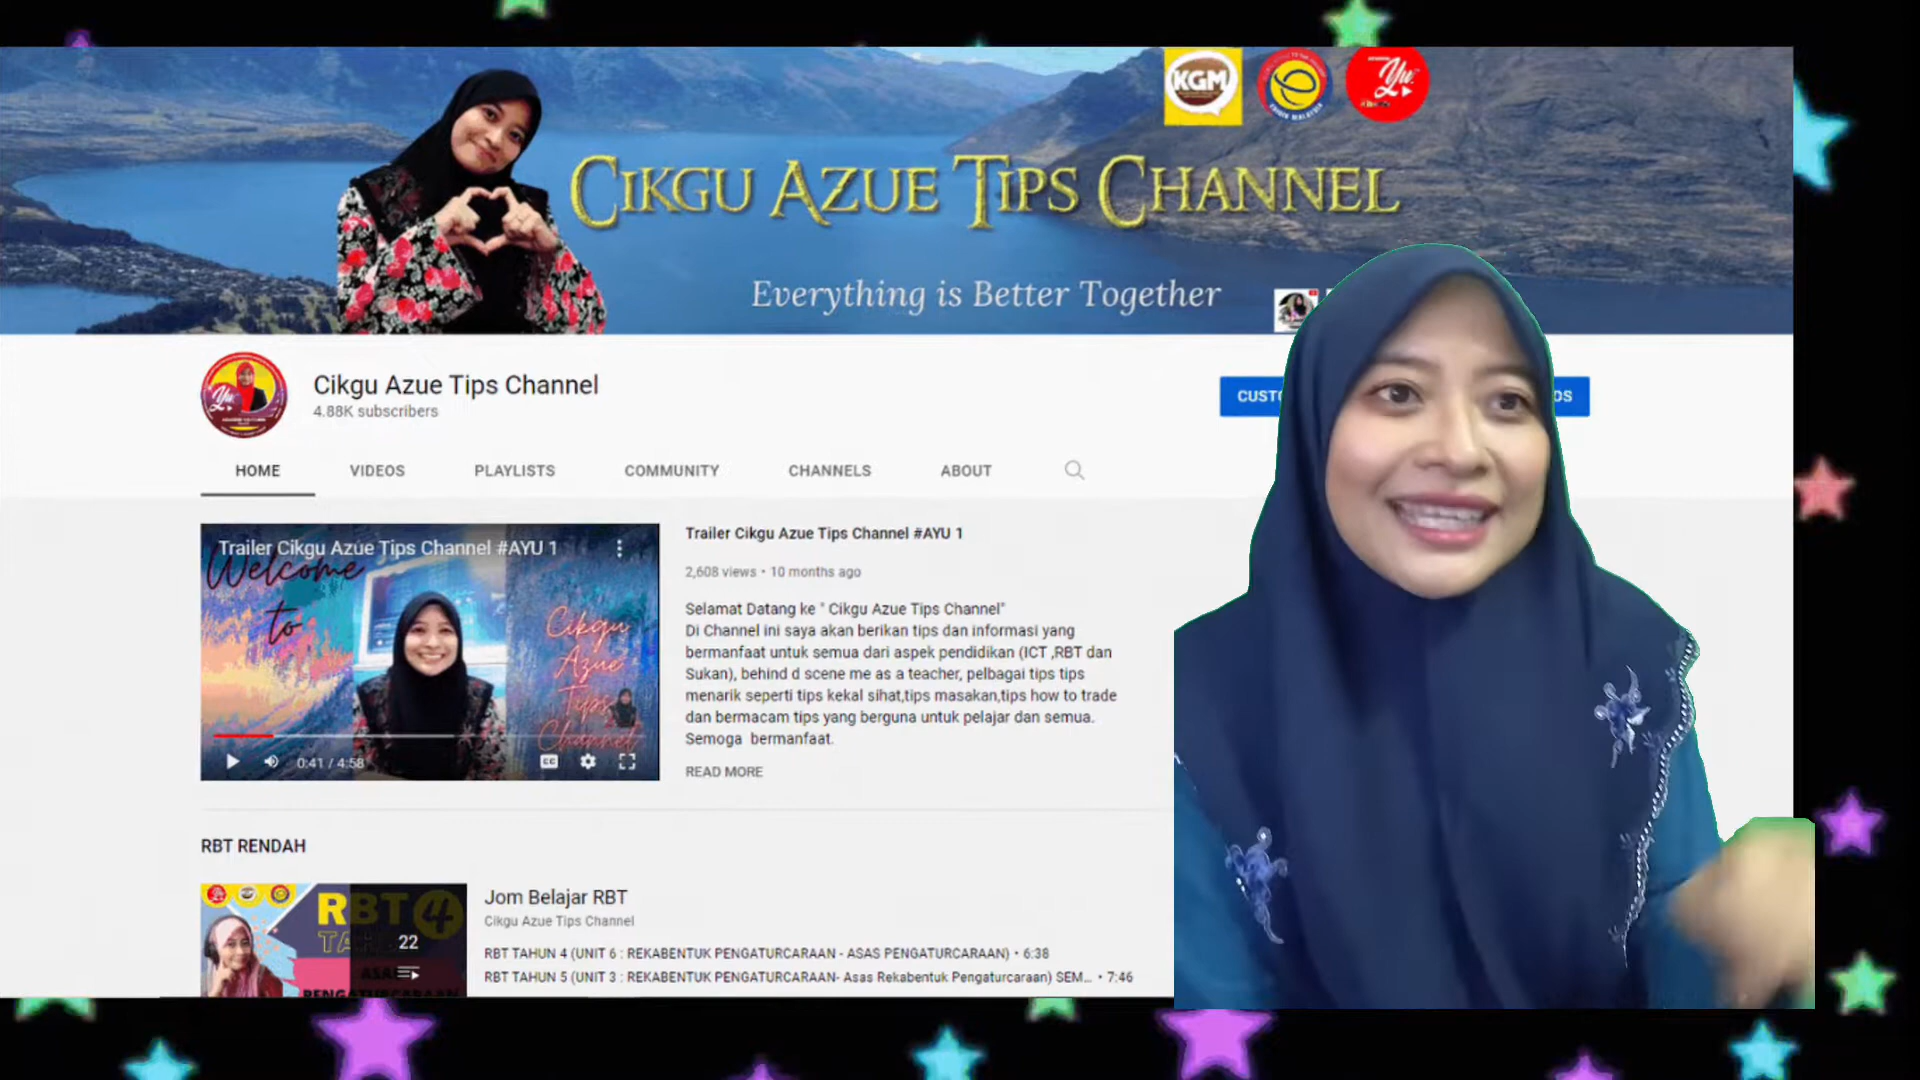 KGM
CIKGU AZUE TIPS CHANNEL
Everything is Better Together
Cikgu Azue Tips Channel
4.88K subscribers
HOME VIDEOS PLAYLISTS COMMUNITY CHANNELS ABOUT
Trailer Cikgu Azue Tips Channel #AYU 1
Welcome
to
Cikgu
Azue
Tips
Channel
0:41 / 4:58
Trailer Cikgu Azue Tips Channel #AYU 1
2,608 views • 10 months ago
Selamat Datang ke " Cikgu Azue Tips Channel"
Di Channel ini saya akan berikan tips dan informasi yang
bermanfaat untuk semua dari aspek pendidikan (ICT ,RBT dan
Sukan), behind d scene me as a teacher, pelbagai tips tips
menarik seperti tips kekal sihat,tips masakan,tips how to trade
dan bermacam tips yang berguna untuk pelajar dan semua.
Semoga bermanfaat.
READ MORE
RBT RENDAH
RBT 4
22
PENGATURCARAAN
Jom Belajar RBT
Cikgu Azue Tips Channel
RBT TAHUN 4 (UNIT 6 : REKABENTUK PENGATURCARAAN - ASAS PENGATURCARAAN) • 6:38
RBT TAHUN 5 (UNIT 3 : REKABENTUK PENGATURCARAAN- Asas Rekabentuk Pengaturcaraan) SEM... • 7:46